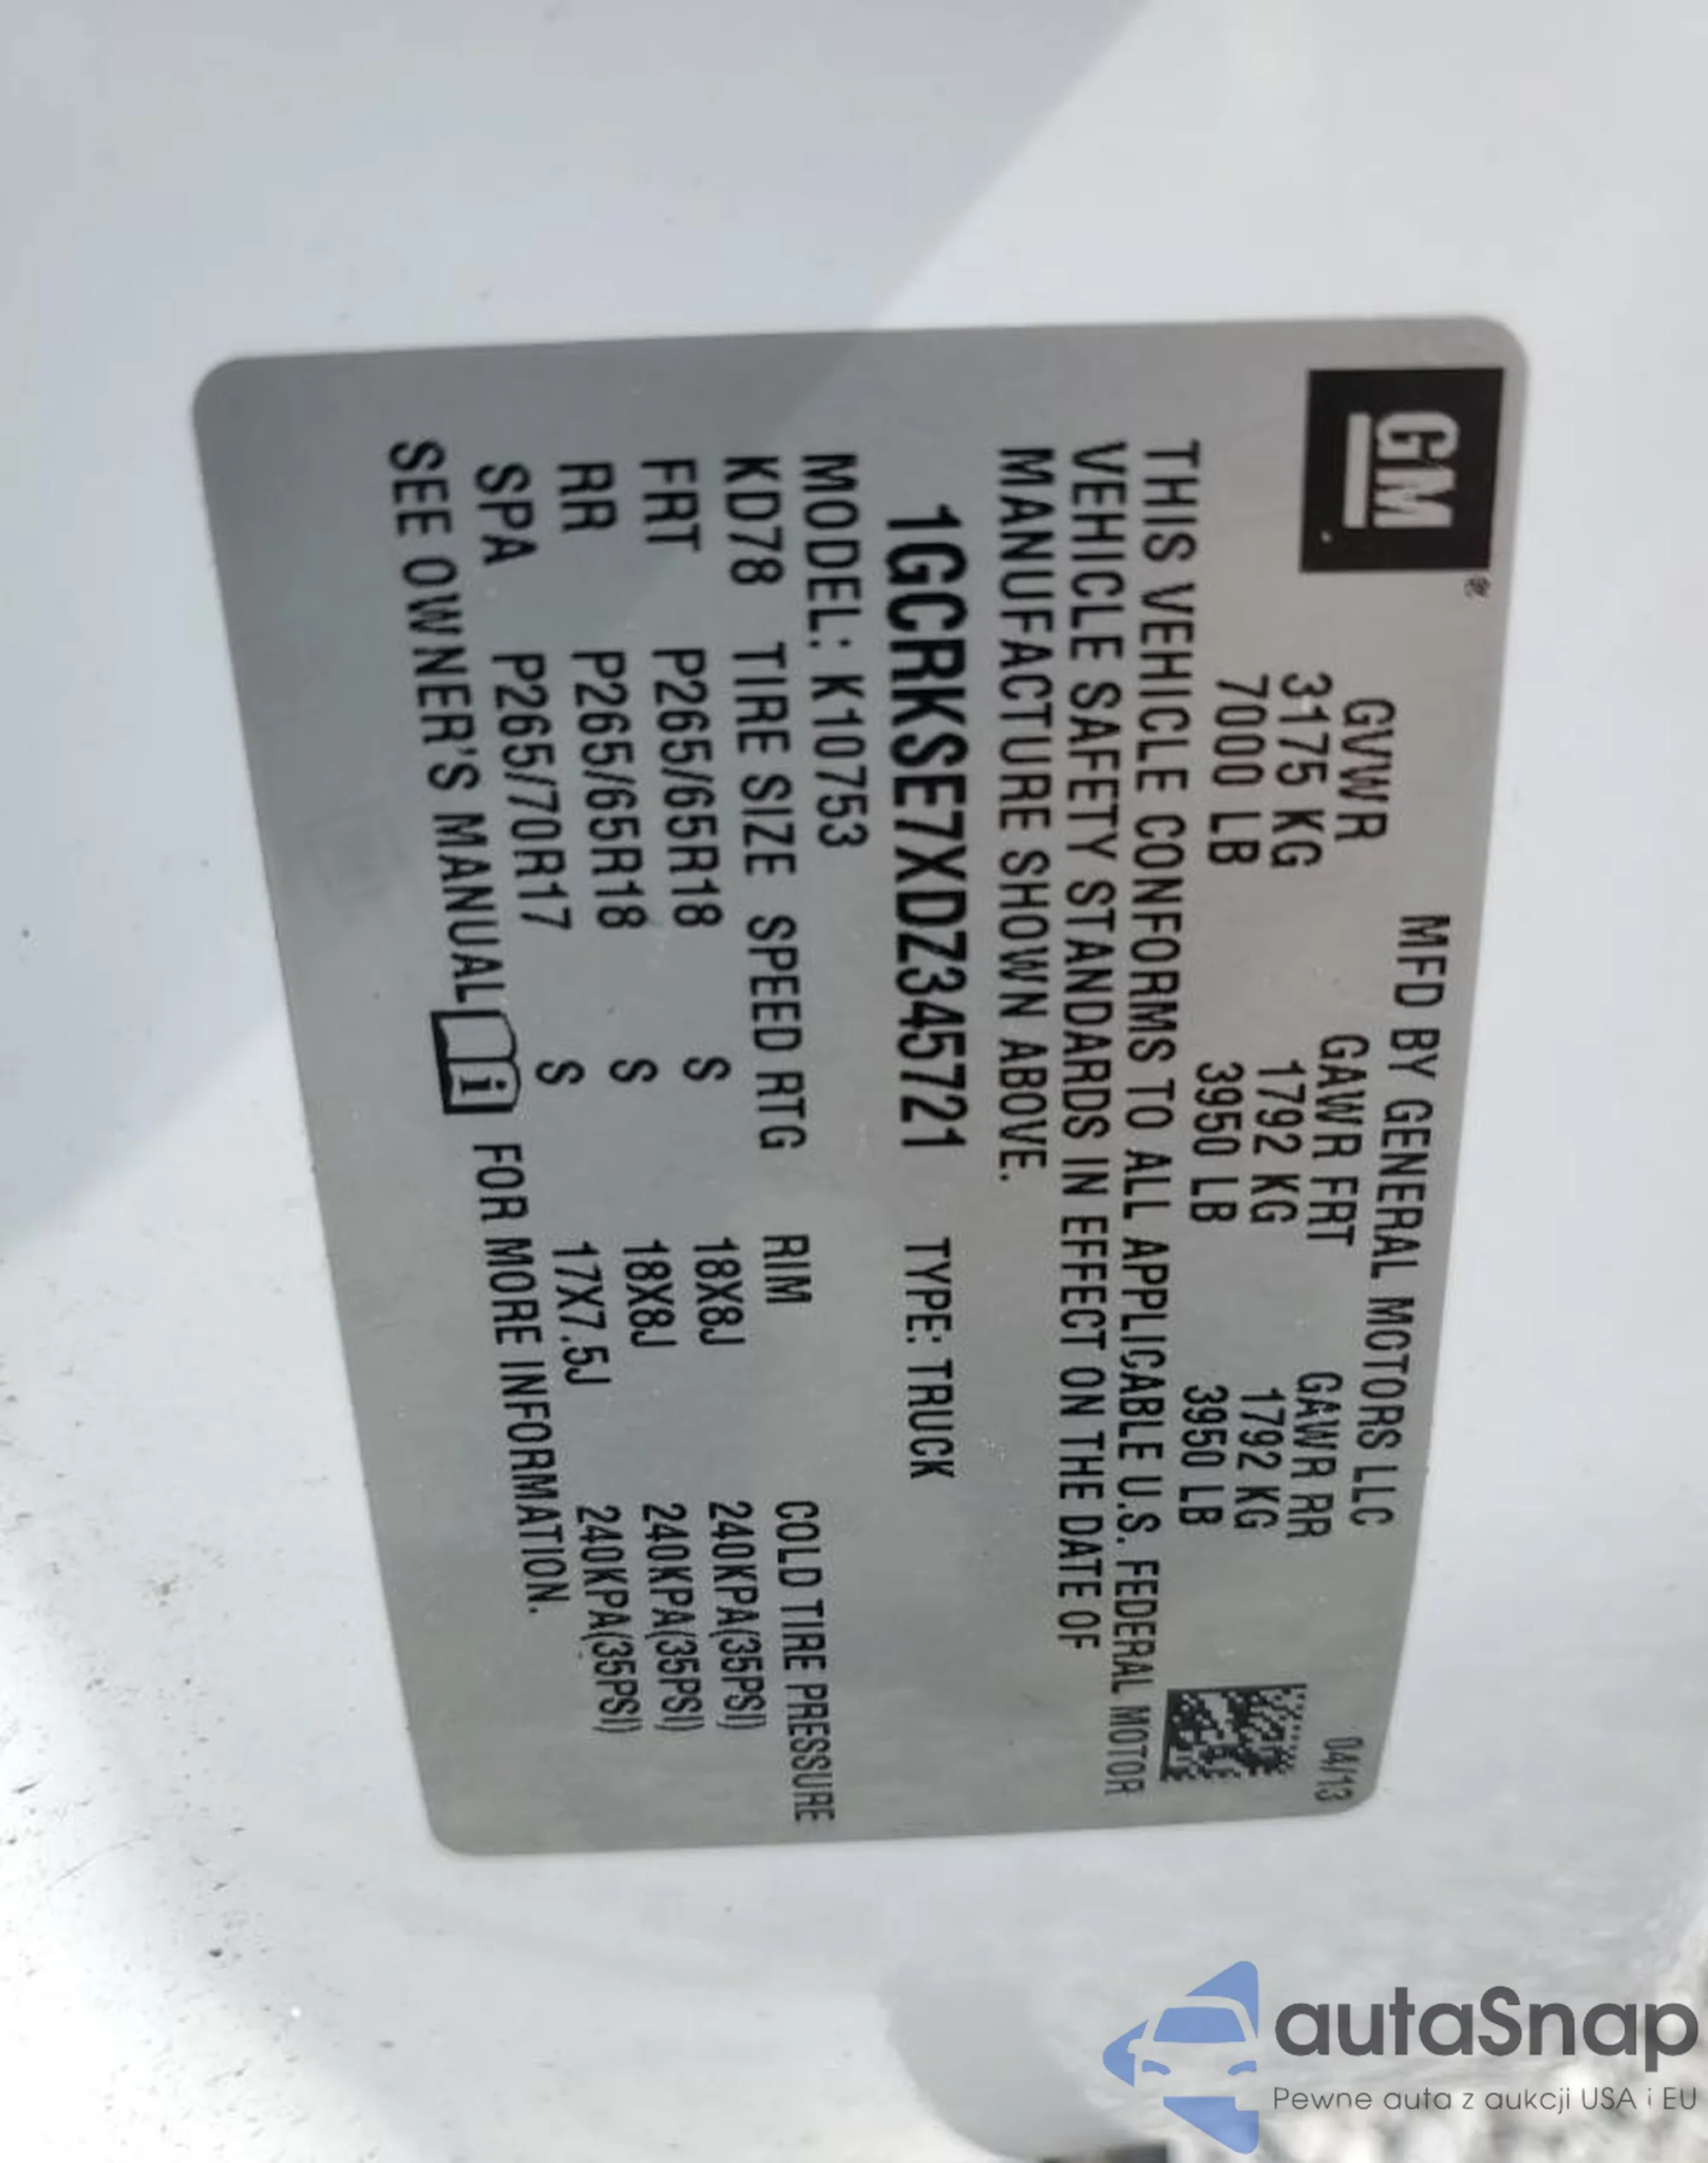 GM
MFD BY GENERAL MOTORS LLC 04/13
GVWR GAWR FRT GAWR RR
3175 KG 1792 KG 1792 KG
7000 LB 3950 LB 3950 LB
THIS VEHICLE CONFORMS TO ALL APPLICABLE U.S. FEDERAL MOTOR
VEHICLE SAFETY STANDARDS IN EFFECT ON THE DATE OF
MANUFACTURE SHOWN ABOVE.
1GCRKSE7XDZ345721 TYPE: TRUCK
MODEL: K10753
KD78 TIRE SIZE SPEED RTG RIM COLD TIRE PRESSURE
FRT P265/65R18 S 18X8J 240KPA(35PSI)
RR P265/65R18 S 18X8J 240KPA(35PSI)
SPA P265/70R17 S 17X7.5J 240KPA(35PSI)
SEE OWNER'S MANUAL i FOR MORE INFORMATION.
autaSnap
Pewne auta z aukcji USA i EU